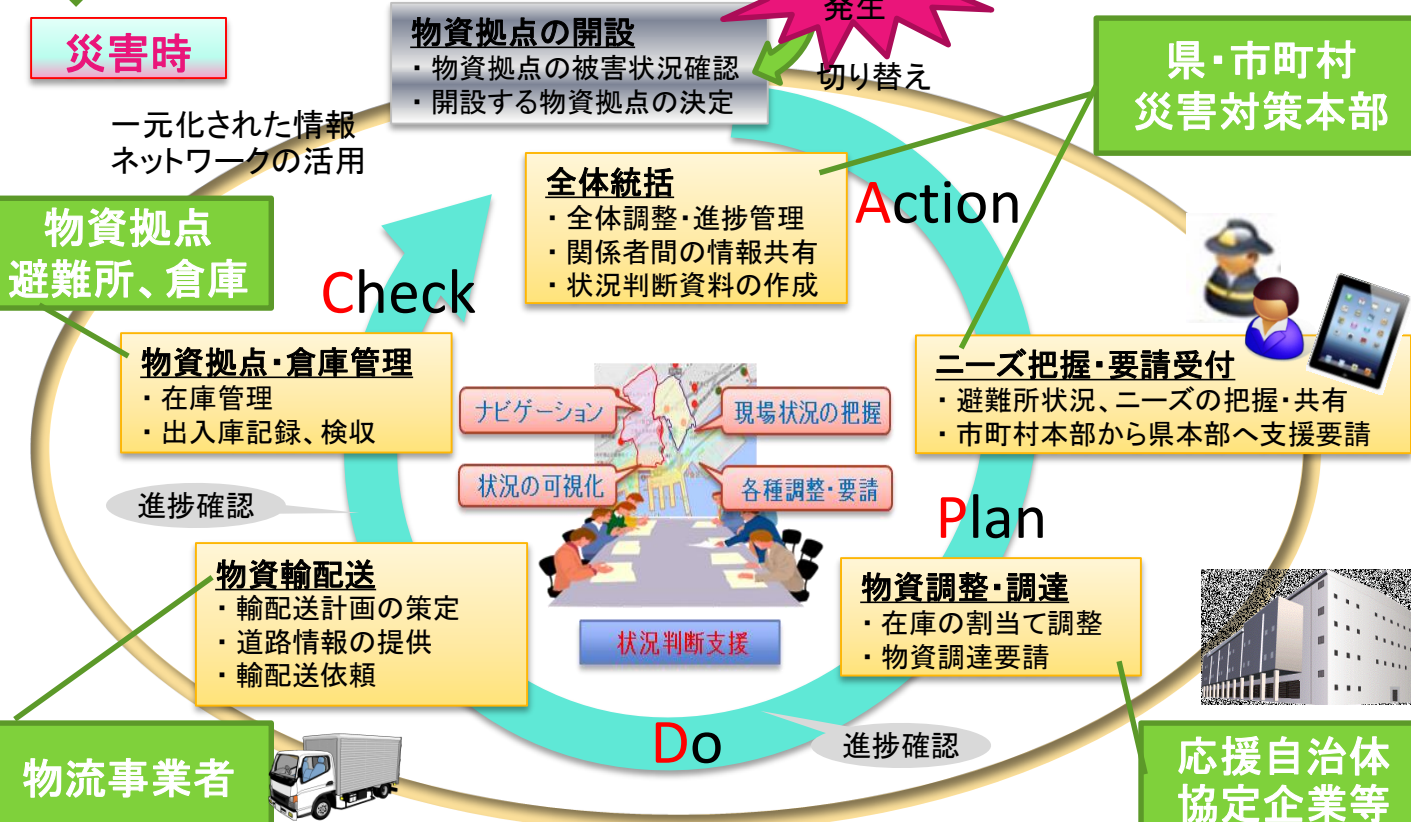 発生
災害時
物資拠点の開設
・物資拠点の被害状況確認
・開設する物資拠点の決定
切り替え
県・市町村
災害対策本部
一元化された情報
ネットワークの活用
全体統括
・全体調整・進捗管理
・関係者間の情報共有
・状況判断資料の作成
Action
物資拠点
避難所、倉庫
Check
物資拠点・倉庫管理
・在庫管理
・出入庫記録、検収
ニーズ把握・要請受付
・避難所状況、ニーズの把握・共有
・市町村本部から県本部へ支援要請
ナビゲーション
現場状況の把握
状況の可視化
各種調整・要請
進捗確認
Plan
物資輸配送
・輸配送計画の策定
・道路情報の提供
・輸配送依頼
状況判断支援
物資調整・調達
・在庫の割当て調整
・物資調達要請
Do
進捗確認
物流事業者
応援自治体
協定企業等